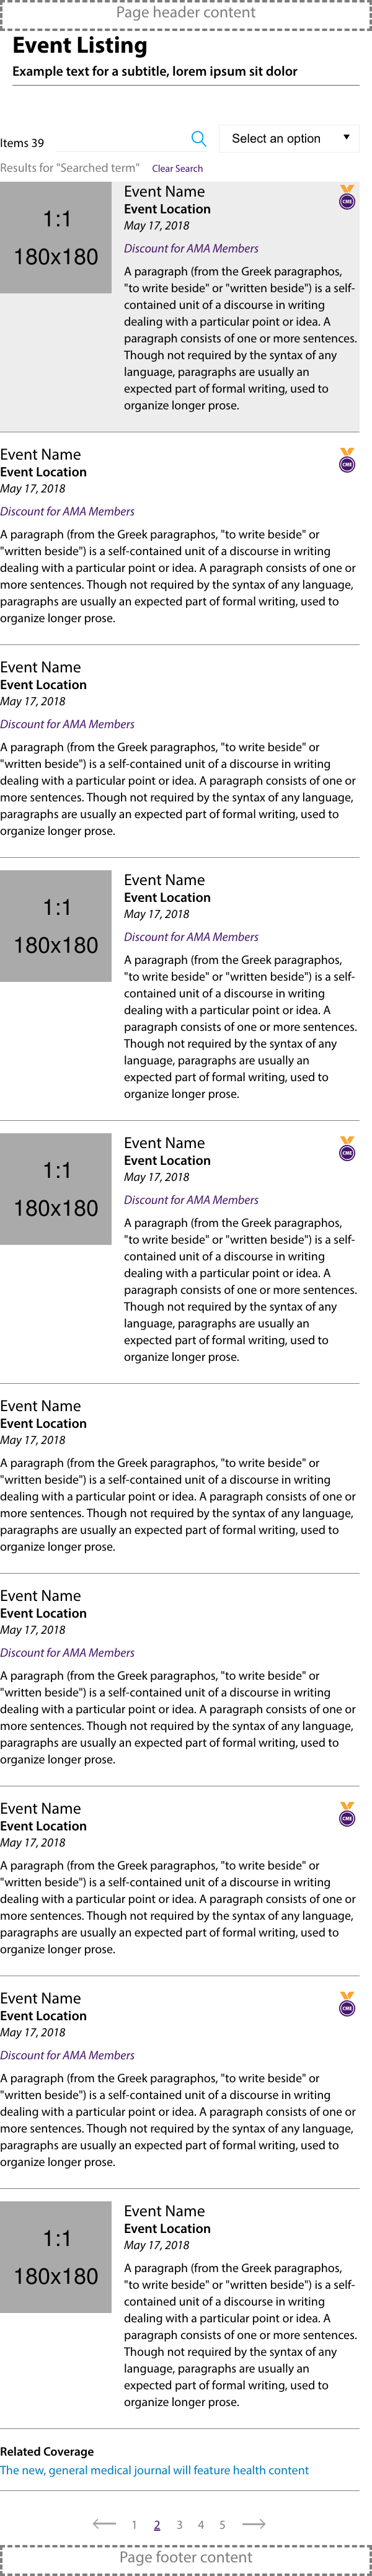 Page header content
Event Listing
Example text for a subtitle, lorem ipsum sit dolor
Items 39
Select an option
Results for "Searched term" Clear Search
1:1
180x180
Event Name
CME
Event Location
May 17, 2018
Discount for AMA Members
A paragraph (from the Greek paragraphos,
"to write beside" or "written beside") is a self-
contained unit of a discourse in writing
dealing with a particular point or idea. A
paragraph consists of one or more sentences.
Though not required by the syntax of any
language, paragraphs are usually an
expected part of formal writing, used to
organize longer prose.
Event Name
CME
Event Location
May 17, 2018
Discount for AMA Members
A paragraph (from the Greek paragraphos, "to write beside" or
"written beside") is a self-contained unit of a discourse in writing
dealing with a particular point or idea. A paragraph consists of one or
more sentences. Though not required by the syntax of any language,
paragraphs are usually an expected part of formal writing, used to
organize longer prose.
Event Name
Event Location
May 17, 2018
Discount for AMA Members
A paragraph (from the Greek paragraphos, "to write beside" or
"written beside") is a self-contained unit of a discourse in writing
dealing with a particular point or idea. A paragraph consists of one or
more sentences. Though not required by the syntax of any language,
paragraphs are usually an expected part of formal writing, used to
organize longer prose.
1:1
180x180
Event Name
Event Location
May 17, 2018
Discount for AMA Members
A paragraph (from the Greek paragraphos,
"to write beside" or "written beside") is a self-
contained unit of a discourse in writing
dealing with a particular point or idea. A
paragraph consists of one or more sentences.
Though not required by the syntax of any
language, paragraphs are usually an
expected part of formal writing, used to
organize longer prose.
1:1
180x180
Event Name
CME
Event Location
May 17, 2018
Discount for AMA Members
A paragraph (from the Greek paragraphos,
"to write beside" or "written beside") is a self-
contained unit of a discourse in writing
dealing with a particular point or idea. A
paragraph consists of one or more sentences.
Though not required by the syntax of any
language, paragraphs are usually an
expected part of formal writing, used to
organize longer prose.
Event Name
Event Location
May 17, 2018
A paragraph (from the Greek paragraphos, "to write beside" or
"written beside") is a self-contained unit of a discourse in writing
dealing with a particular point or idea. A paragraph consists of one or
more sentences. Though not required by the syntax of any language,
paragraphs are usually an expected part of formal writing, used to
organize longer prose.
Event Name
Event Location
May 17, 2018
Discount for AMA Members
A paragraph (from the Greek paragraphos, "to write beside" or
"written beside") is a self-contained unit of a discourse in writing
dealing with a particular point or idea. A paragraph consists of one or
more sentences. Though not required by the syntax of any language,
paragraphs are usually an expected part of formal writing, used to
organize longer prose.
Event Name
CME
Event Location
May 17, 2018
A paragraph (from the Greek paragraphos, "to write beside" or
"written beside") is a self-contained unit of a discourse in writing
dealing with a particular point or idea. A paragraph consists of one or
more sentences. Though not required by the syntax of any language,
paragraphs are usually an expected part of formal writing, used to
organize longer prose.
Event Name
CME
Event Location
May 17, 2018
Discount for AMA Members
A paragraph (from the Greek paragraphos, "to write beside" or
"written beside") is a self-contained unit of a discourse in writing
dealing with a particular point or idea. A paragraph consists of one or
more sentences. Though not required by the syntax of any language,
paragraphs are usually an expected part of formal writing, used to
organize longer prose.
1:1
180x180
Event Name
Event Location
May 17, 2018
A paragraph (from the Greek paragraphos,
"to write beside" or "written beside") is a self-
contained unit of a discourse in writing
dealing with a particular point or idea. A
paragraph consists of one or more sentences.
Though not required by the syntax of any
language, paragraphs are usually an
expected part of formal writing, used to
organize longer prose.
Related Coverage
The new, general medical journal will feature health content
1 2 3 4 5
Page footer content